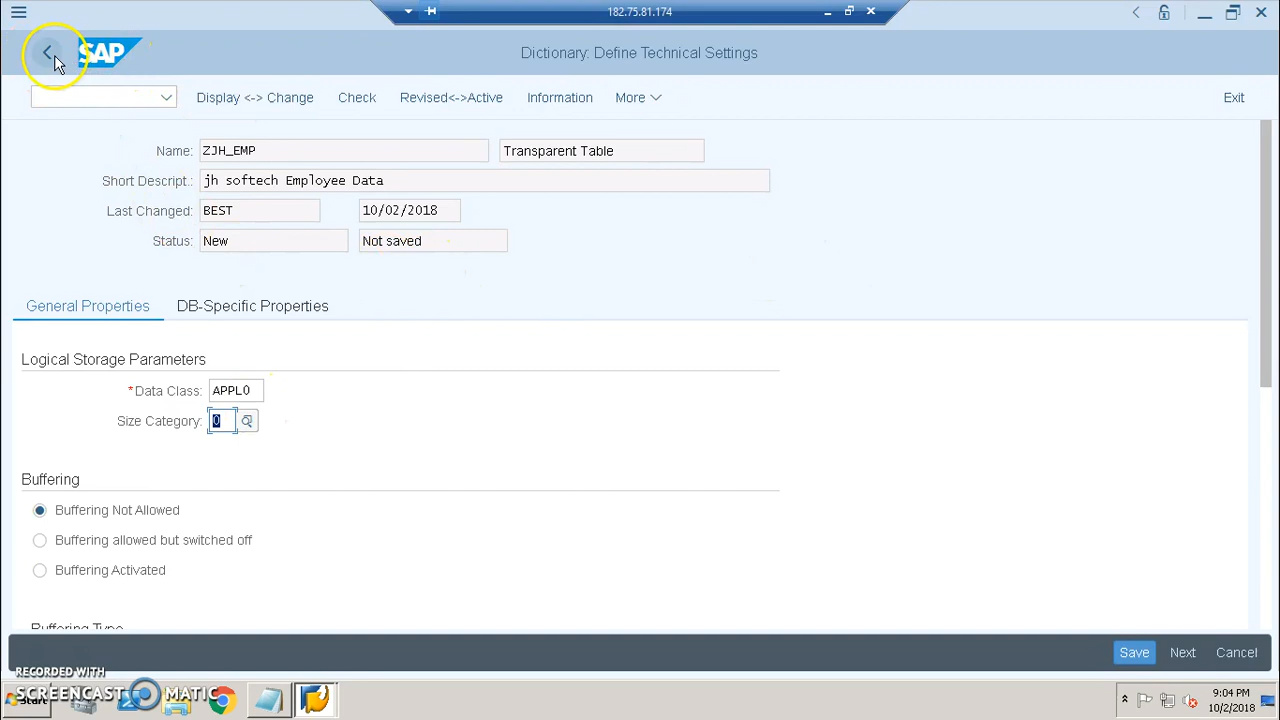 182.75.81.174
SAP
Dictionary: Define Technical Settings
Display <-> Change Check Revised<->Active Information More Exit
Name: ZJH_EMP Transparent Table
Short Descript.: jh softech Employee Data
Last Changed: BEST 10/02/2018
Status: New Not saved
General Properties DB-Specific Properties
Logical Storage Parameters
*Data Class: APPL0
Size Category: 0
Buffering
Buffering Not Allowed
Buffering allowed but switched off
Buffering Activated
Buffering Type
Save Next Cancel
RECORDED WITH
SCREENCAST MATIC
Start
9:04 PM
10/2/2018